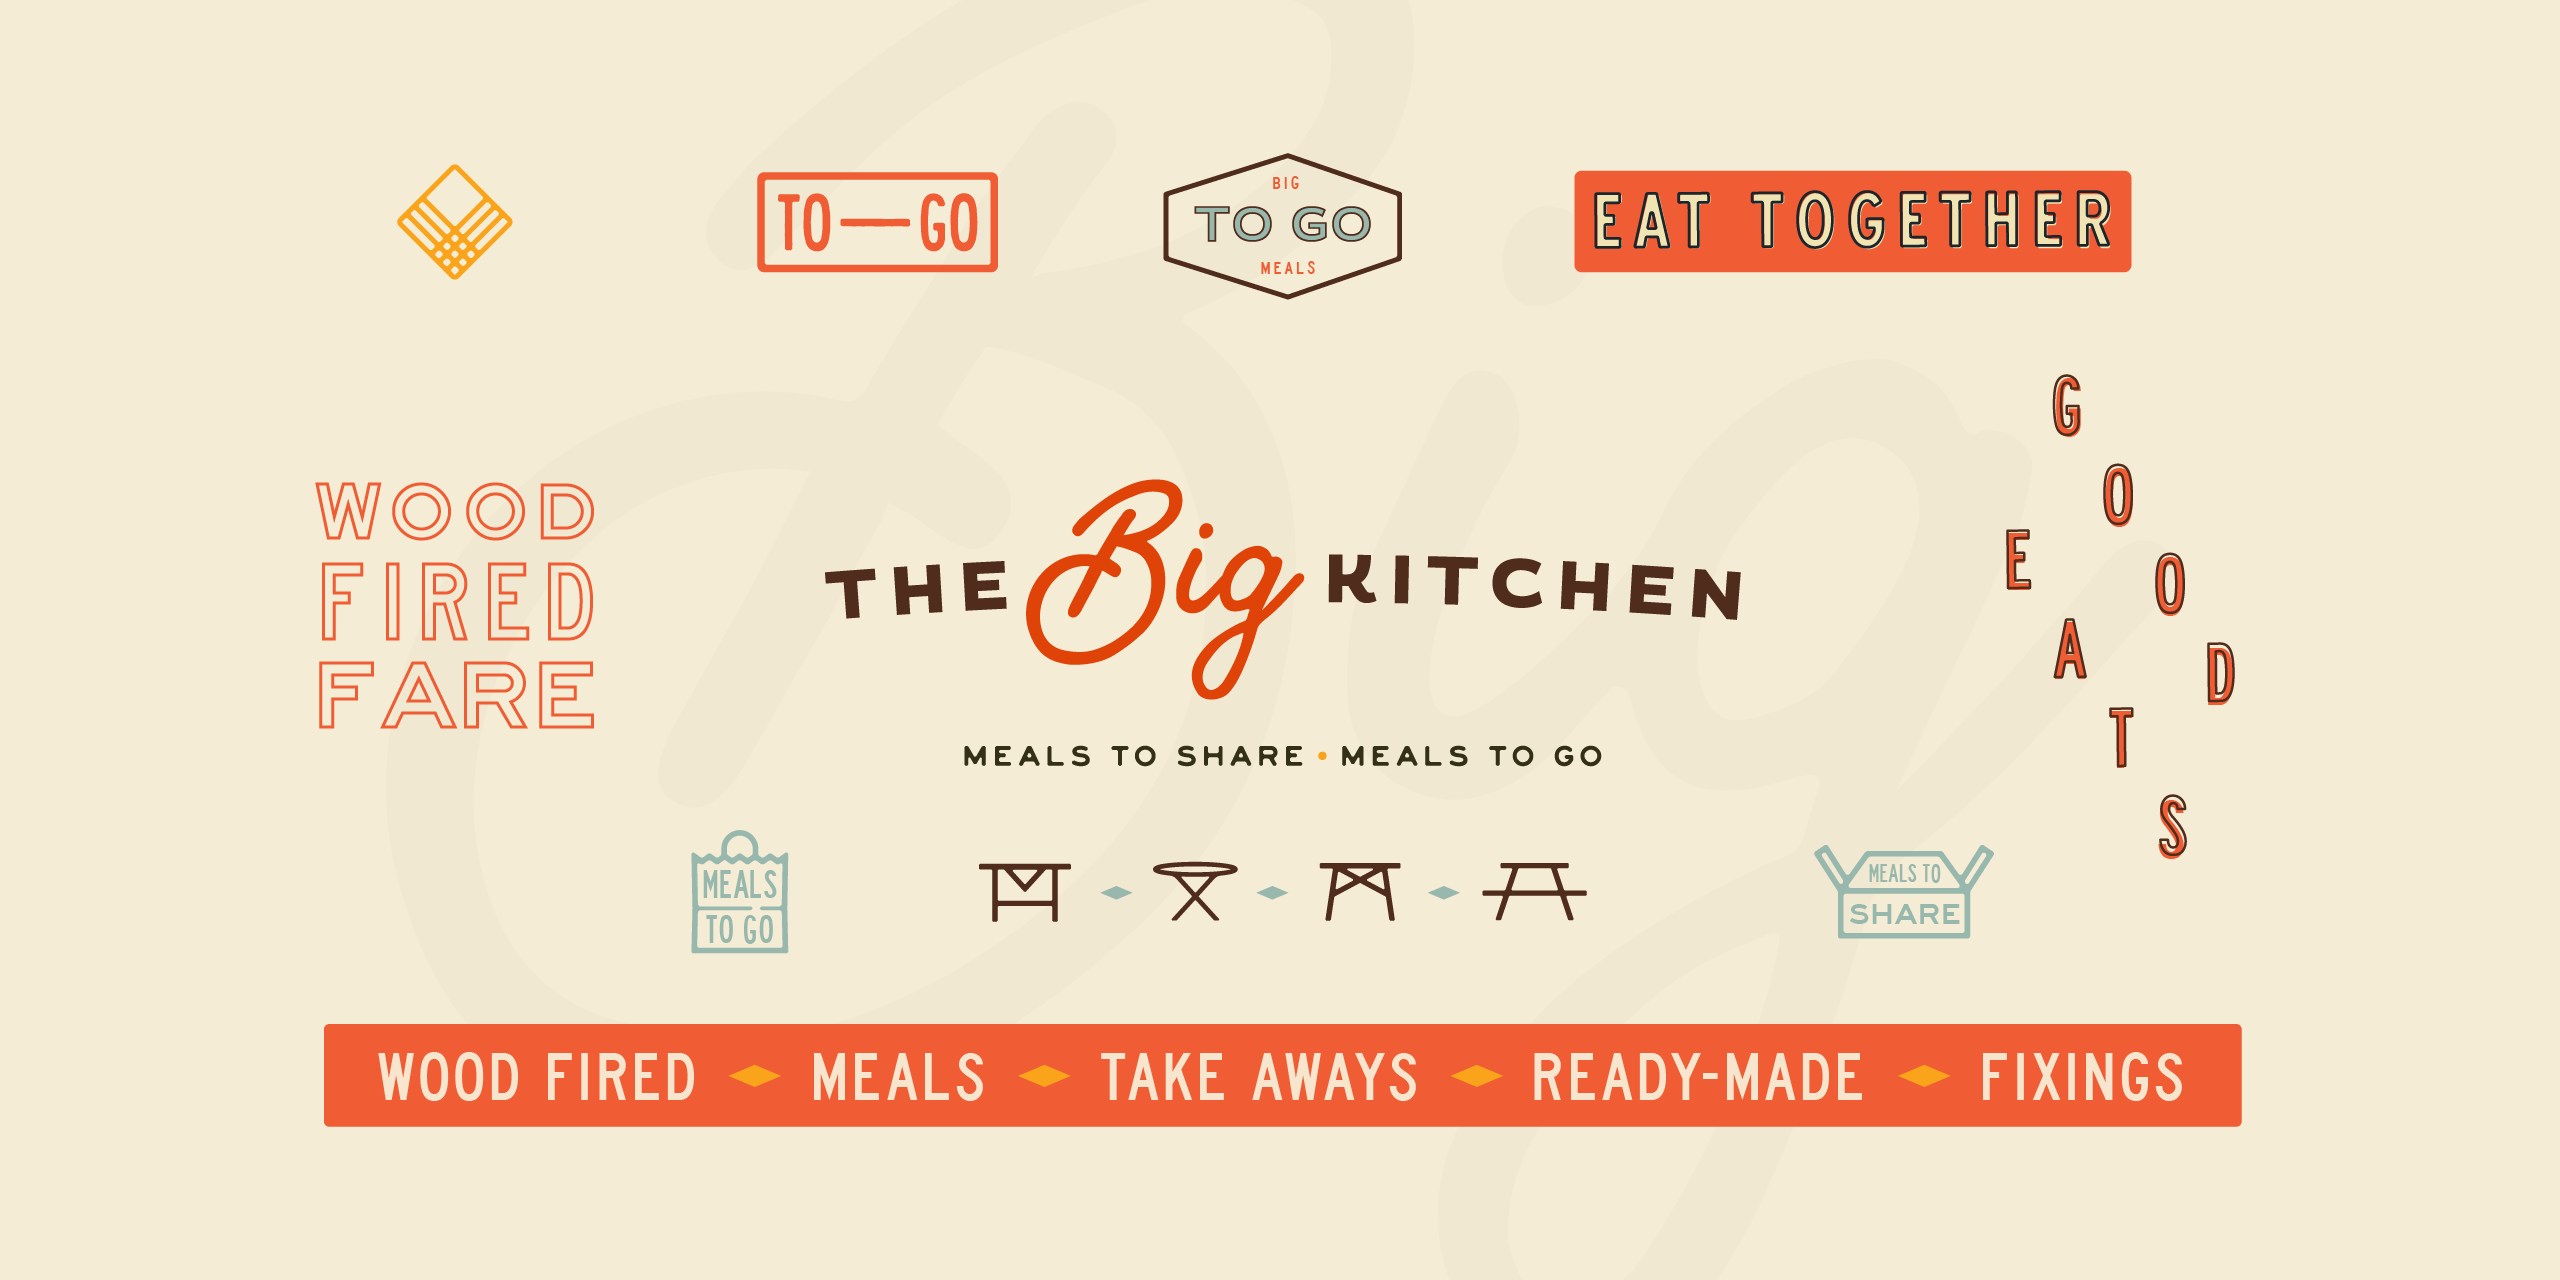 TO—GO
BIG
TO GO
MEALS
EAT TOGETHER
GOOD
EATS
WOOD
FIRED
FARE
THE Big KITCHEN
MEALS TO SHARE • MEALS TO GO
MEALS
TO GO
MEALS TO
SHARE
WOOD FIRED ◆ MEALS ◆ TAKE AWAYS ◆ READY-MADE ◆ FIXINGS
Big